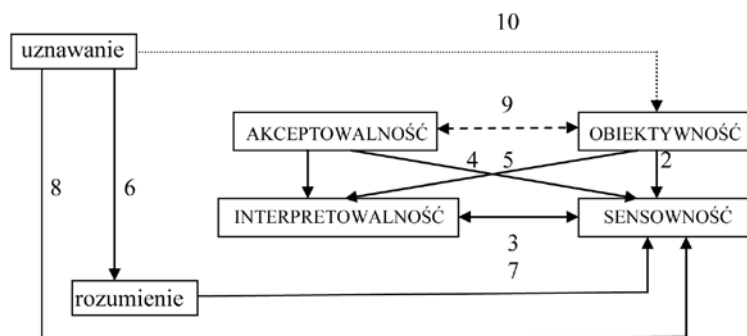 10
uznawanie
9
AKCEPTOWALNOŚĆ
OBIEKTYWNOŚĆ
8
6
4
5
2
INTERPRETOWALNOŚĆ
SENSOWNOŚĆ
3
7
rozumienie